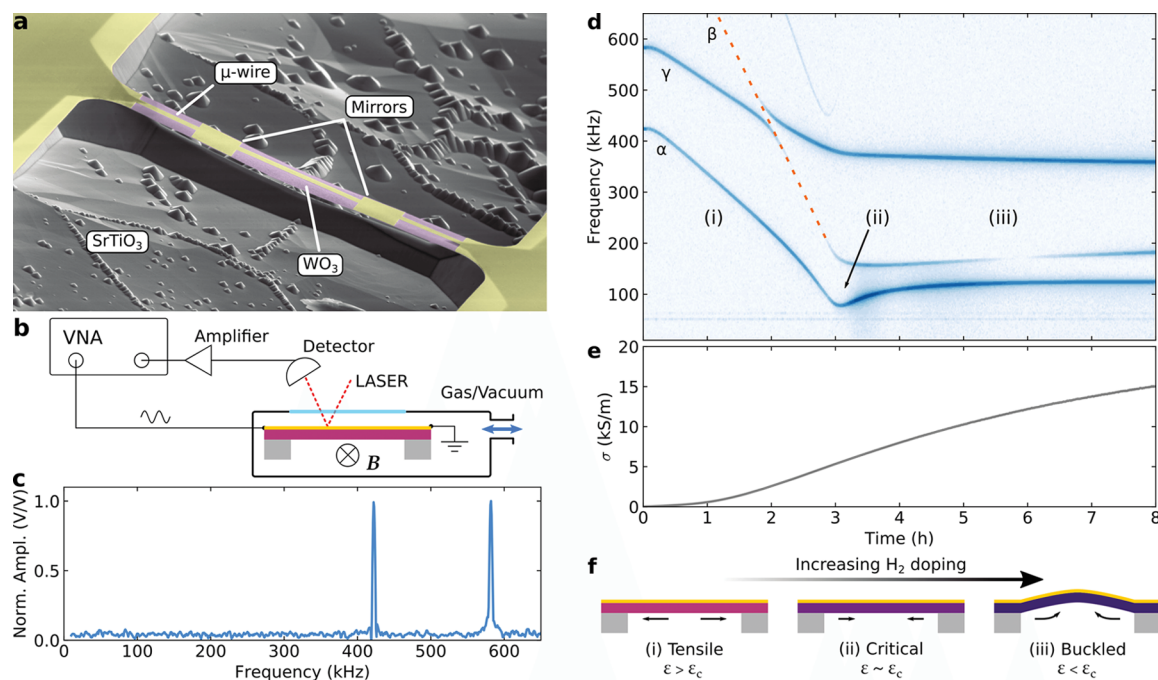 a
μ-wire
Mirrors
SrTiO3
WO3
b
VNA
Amplifier
Detector
LASER
Gas/Vacuum
B
c
Norm. Ampl. (V/V)
1.0
0.5
0.0
0 100 200 300 400 500 600
Frequency (kHz)
d
Frequency (kHz)
600
500
400
300
200
100
β
γ
α
(i)
(ii)
(iii)
e
σ (kS/m)
20
15
10
5
0
0 1 2 3 4 5 6 7 8
Time (h)
f
Increasing H2 doping
(i) Tensile
ε > εc
(ii) Critical
ε ~ εc
(iii) Buckled
ε < εc